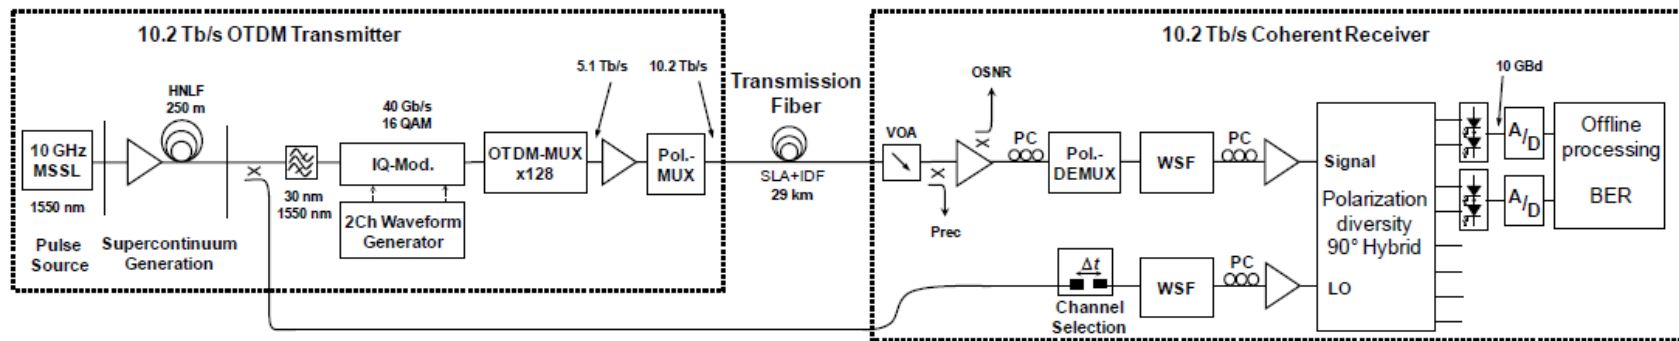 10.2 Tb/s OTDM Transmitter
10.2 Tb/s Coherent Receiver
HNLF
250 m
40 Gb/s
16 QAM
5.1 Tb/s
10.2 Tb/s
Transmission
Fiber
OSNR
10 GBd
10 GHz
MSSL
1550 nm
Pulse
Source
Supercontinuum
Generation
30 nm
1550 nm
IQ-Mod.
2Ch Waveform
Generator
OTDM-MUX
x128
Pol.-
MUX
SLA+IDF
29 km
VOA
Prec
PC
Pol.-
DEMUX
WSF
PC
Signal
Polarization
diversity
90° Hybrid
LO
A/D
A/D
Offline
processing
BER
Δt
Channel
Selection
WSF
PC